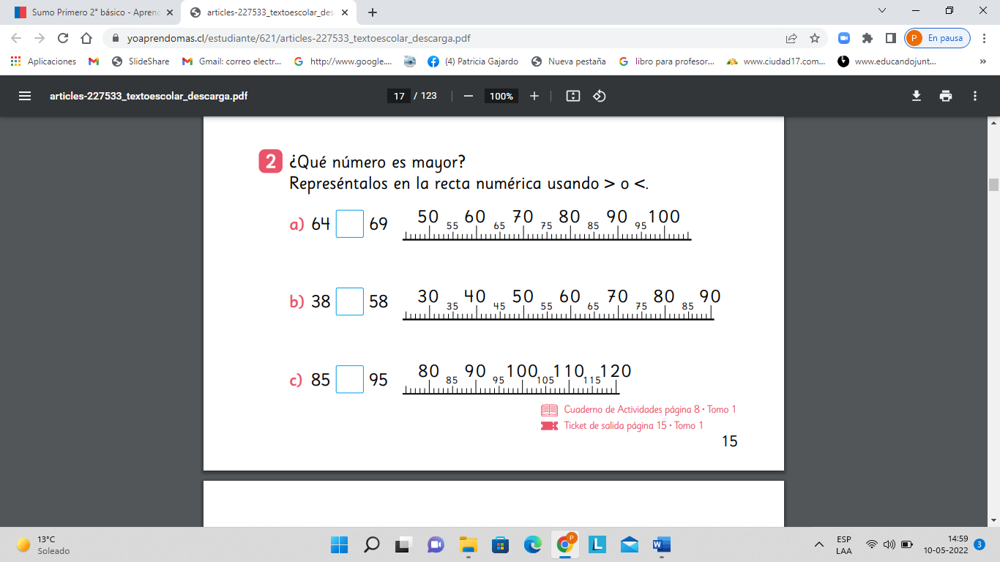 Sumo Primero 2° básico - Apren
articles-227533_textoescolar_des
yoaprendomas.cl/estudiante/621/articles-227533_textoescolar_descarga.pdf
P En pausa
Aplicaciones SlideShare Gmail: correo electr... http://www.google.... (4) Patricia Gajardo Nueva pestaña libro para profesor... www.ciudad17.com... www.educandojunt... »
articles-227533_textoescolar_descarga.pdf 17 / 123 100%
2 ¿Qué número es mayor?
Represéntalos en la recta numérica usando > o <.
a) 64 69
50 55 60 65 70 75 80 85 90 95 100
b) 38 58
30 35 40 45 50 55 60 65 70 75 80 85 90
c) 85 95
80 85 90 95 100 105 110 115 120
Cuaderno de Actividades página 8 • Tomo 1
Ticket de salida página 15 • Tomo 1
15
13°C
Soleado
ESP
LAA
14:59
10-05-2022
3